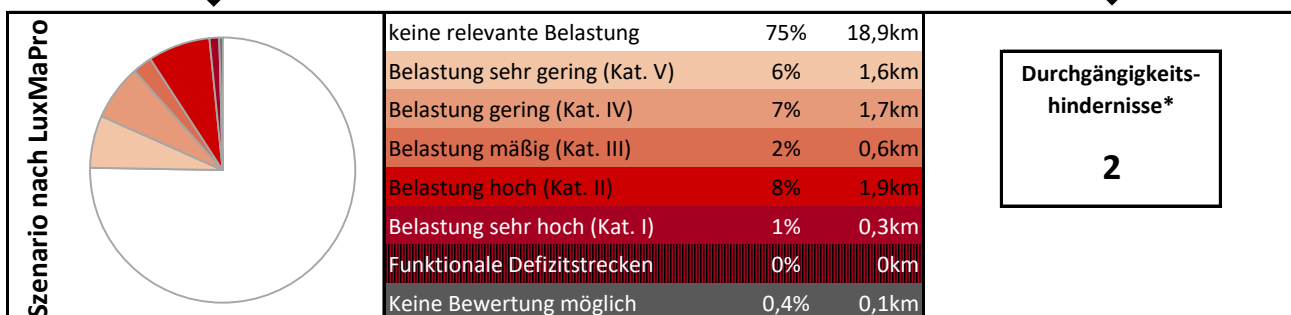 Szenario nach LuxMaPro
keine relevante Belastung 75% 18,9km
Belastung sehr gering (Kat. V) 6% 1,6km
Belastung gering (Kat. IV) 7% 1,7km
Belastung mäßig (Kat. III) 2% 0,6km
Belastung hoch (Kat. II) 8% 1,9km
Belastung sehr hoch (Kat. I) 1% 0,3km
Funktionale Defizitstrecken 0% 0km
Keine Bewertung möglich 0,4% 0,1km
Durchgängigkeits-
hindernisse*
2